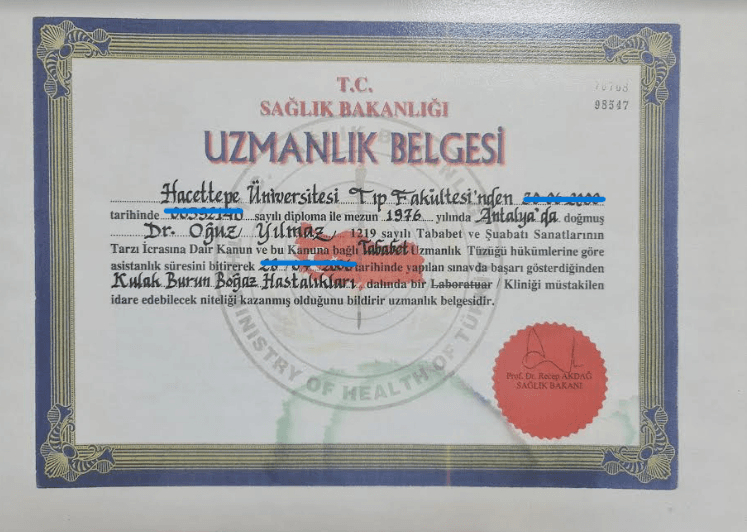 T.C.
SAĞLIK BAKANLIĞI
98547
UZMANLIK BELGESİ
Hacettepe Üniversitesi Tıp Fakültesi'nden
tarihinde sayılı diploma ile mezun 1976 yılında Antalya'da doğmuş
Dr. Oğuz Yılmaz, 1219 sayılı Tababet ve Şuabatı Sanatlarının
Tarzı İcrasına Dair Kanun ve bu Kanuna bağlı Tababet Uzmanlık Tüzüğü hükümlerine göre
asistanlık süresini bitirerek tarihinde yapılan sınavda başarı gösterdiğinden
Kulak Burun Boğaz Hastalıkları, dalında bir Laboratuar Kliniği müstakilen
idare edebilecek niteliği kazanmış olduğunu bildirir uzmanlık belgesidir.
MINISTRY OF HEALTH OF
Prof. Dr. Recep AKDAĞ
SAĞLIK BAKANI